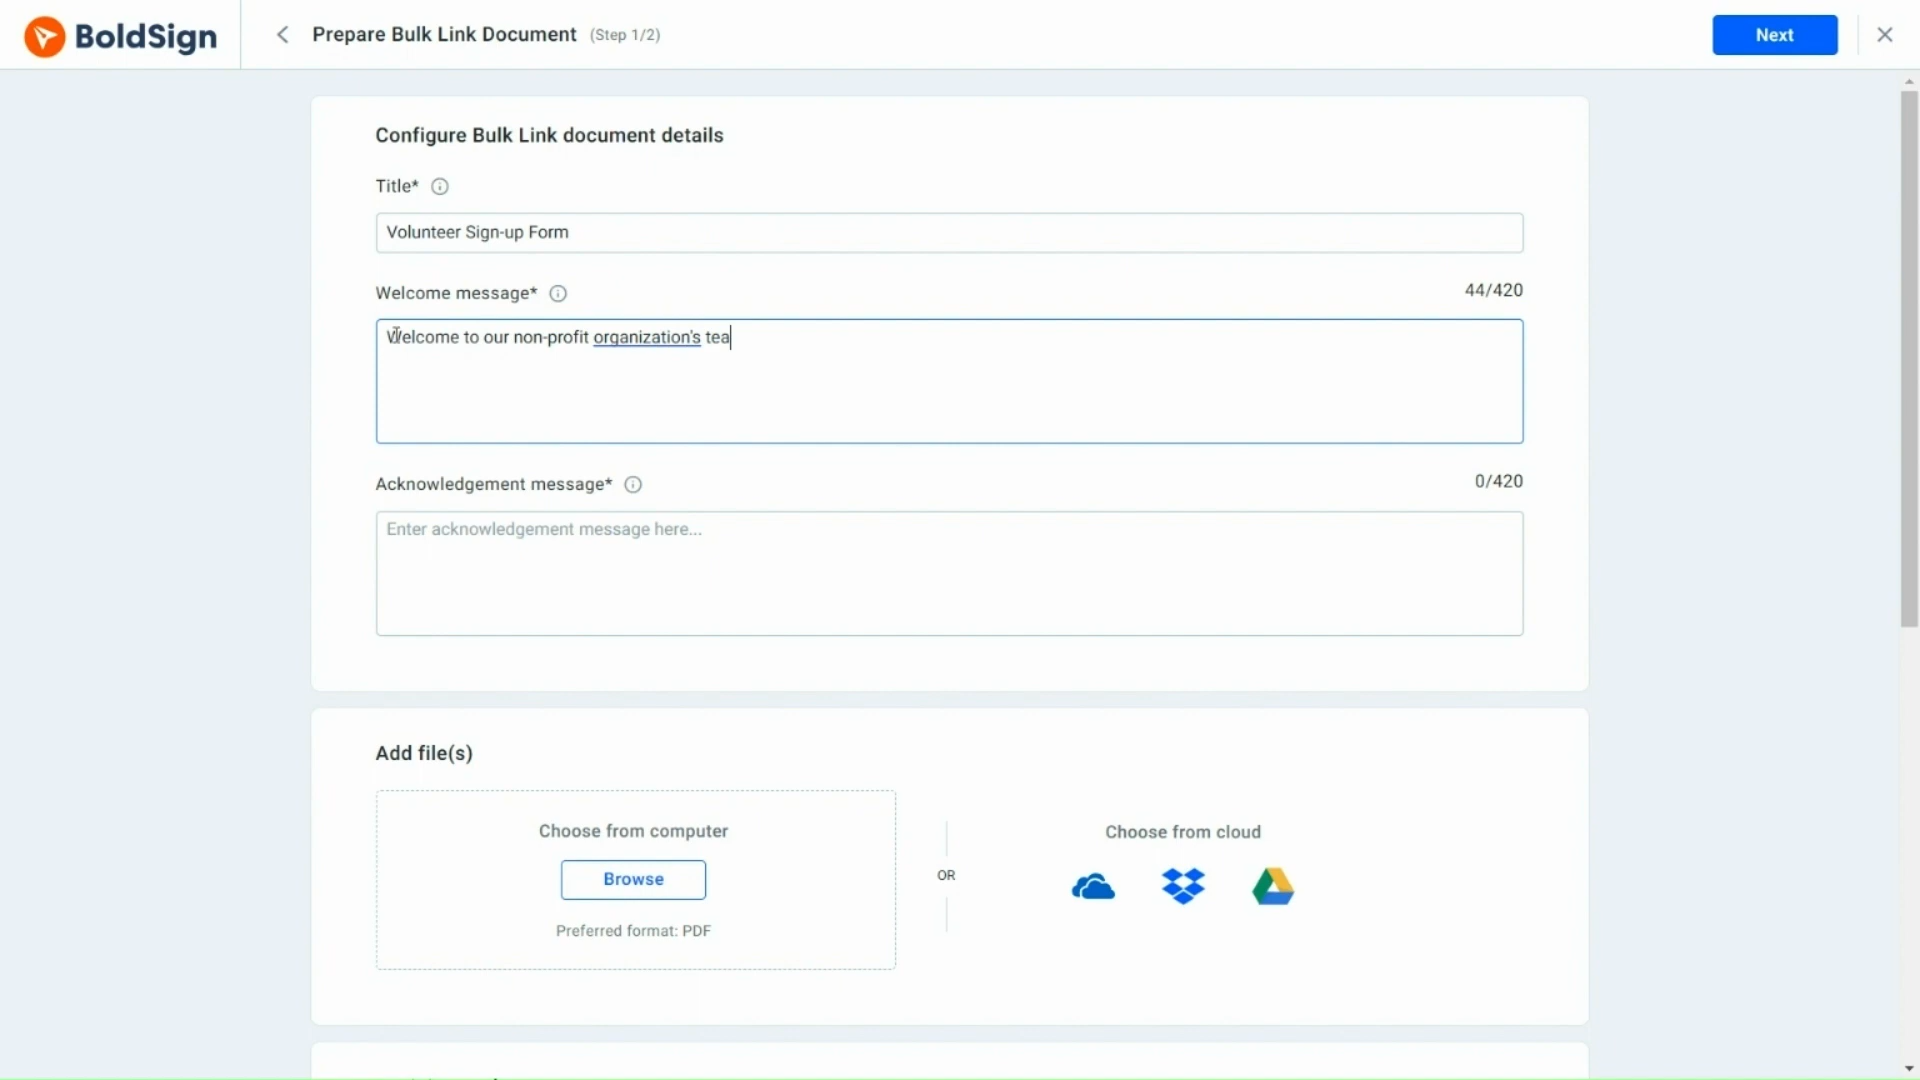 BoldSign
Prepare Bulk Link Document (Step 1/2)
Next
Configure Bulk Link document details
Title*
Volunteer Sign-up Form
Welcome message*
44/420
Welcome to our non-profit organization's tea
Acknowledgement message*
0/420
Enter acknowledgement message here...
Add file(s)
Choose from computer
Browse
Preferred format: PDF
OR
Choose from cloud